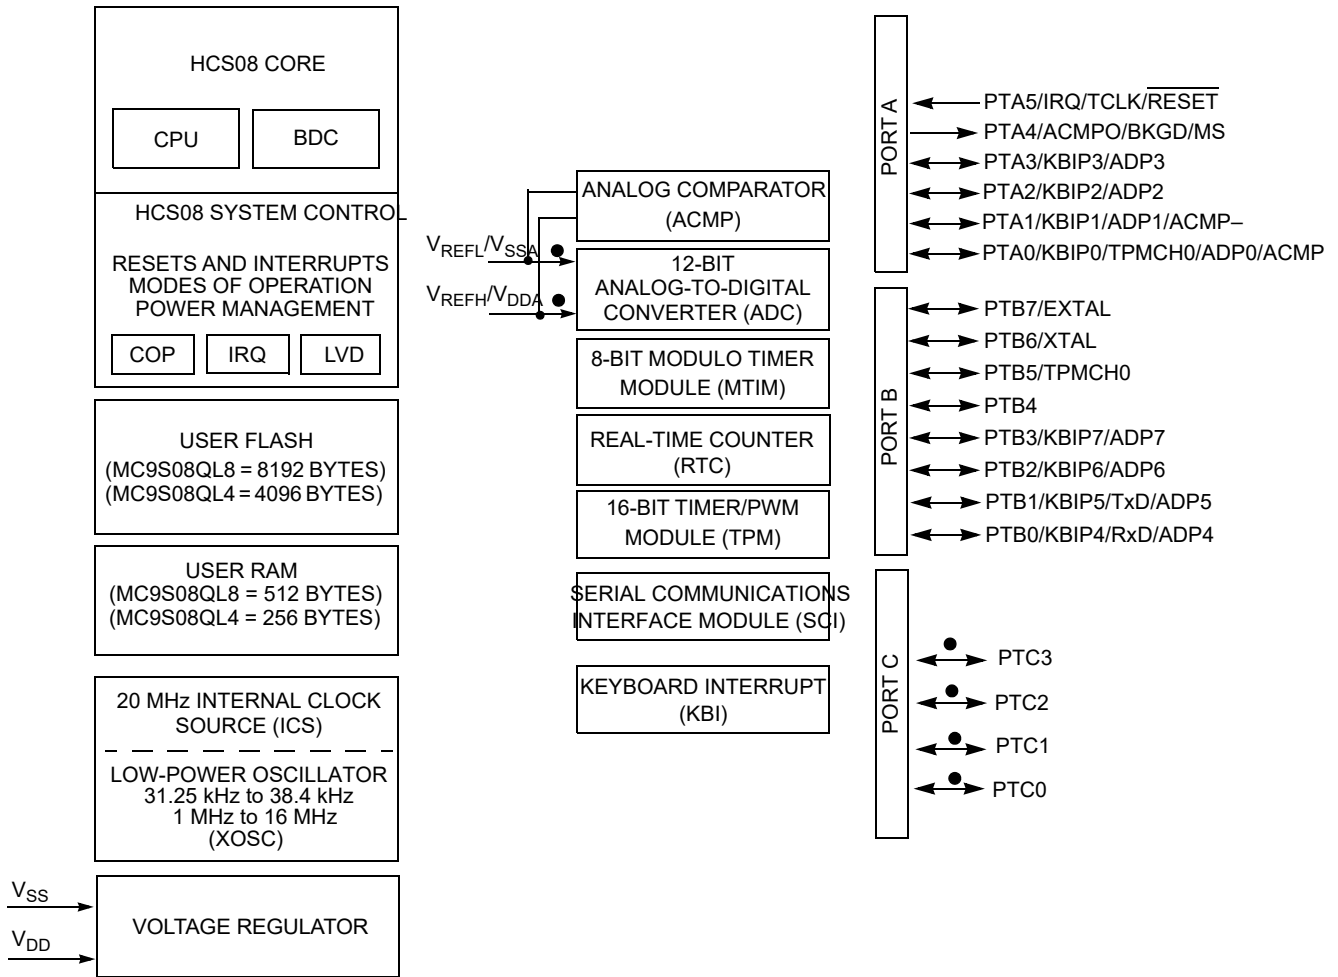 HCS08 CORE
CPU
BDC
HCS08 SYSTEM CONTROL
RESETS AND INTERRUPTS
MODES OF OPERATION
POWER MANAGEMENT
COP
IRQ
LVD
USER FLASH
(MC9S08QL8 = 8192 BYTES)
(MC9S08QL4 = 4096 BYTES)
USER RAM
(MC9S08QL8 = 512 BYTES)
(MC9S08QL4 = 256 BYTES)
20 MHz INTERNAL CLOCK
SOURCE (ICS)
LOW-POWER OSCILLATOR
31.25 kHz to 38.4 kHz
1 MHz to 16 MHz
(XOSC)
VSS
VDD
VOLTAGE REGULATOR
VREFL/VSSA
VREFH/VDDA
ANALOG COMPARATOR
(ACMP)
12-BIT
ANALOG-TO-DIGITAL
CONVERTER (ADC)
8-BIT MODULO TIMER
MODULE (MTIM)
REAL-TIME COUNTER
(RTC)
16-BIT TIMER/PWM
MODULE (TPM)
SERIAL COMMUNICATIONS
INTERFACE MODULE (SCI)
KEYBOARD INTERRUPT
(KBI)
PORT A
PTA5/IRQ/TCLK/RESET
PTA4/ACMPO/BKGD/MS
PTA3/KBIP3/ADP3
PTA2/KBIP2/ADP2
PTA1/KBIP1/ADP1/ACMP–
PTA0/KBIP0/TPMCH0/ADP0/ACMP
PORT B
PTB7/EXTAL
PTB6/XTAL
PTB5/TPMCH0
PTB4
PTB3/KBIP7/ADP7
PTB2/KBIP6/ADP6
PTB1/KBIP5/TxD/ADP5
PTB0/KBIP4/RxD/ADP4
PORT C
PTC3
PTC2
PTC1
PTC0